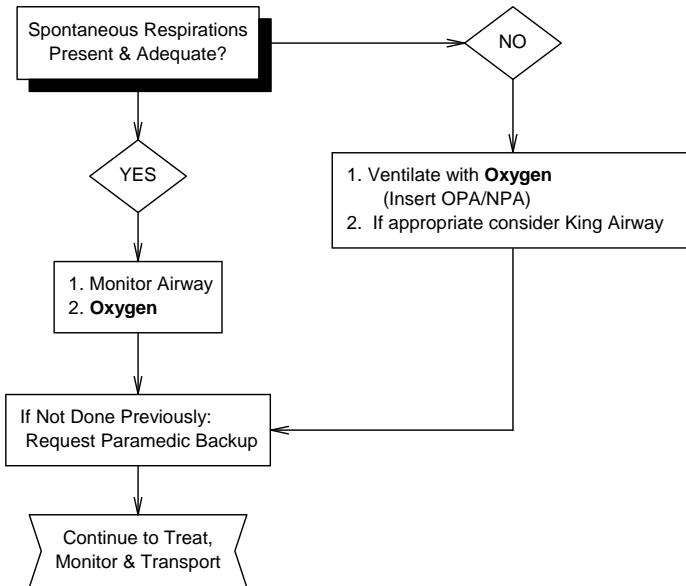 Spontaneous Respirations
Present & Adequate?
NO
YES
1. Ventilate with Oxygen
(Insert OPA/NPA)
2. If appropriate consider King Airway
1. Monitor Airway
2. Oxygen
If Not Done Previously:
Request Paramedic Backup
Continue to Treat,
Monitor & Transport